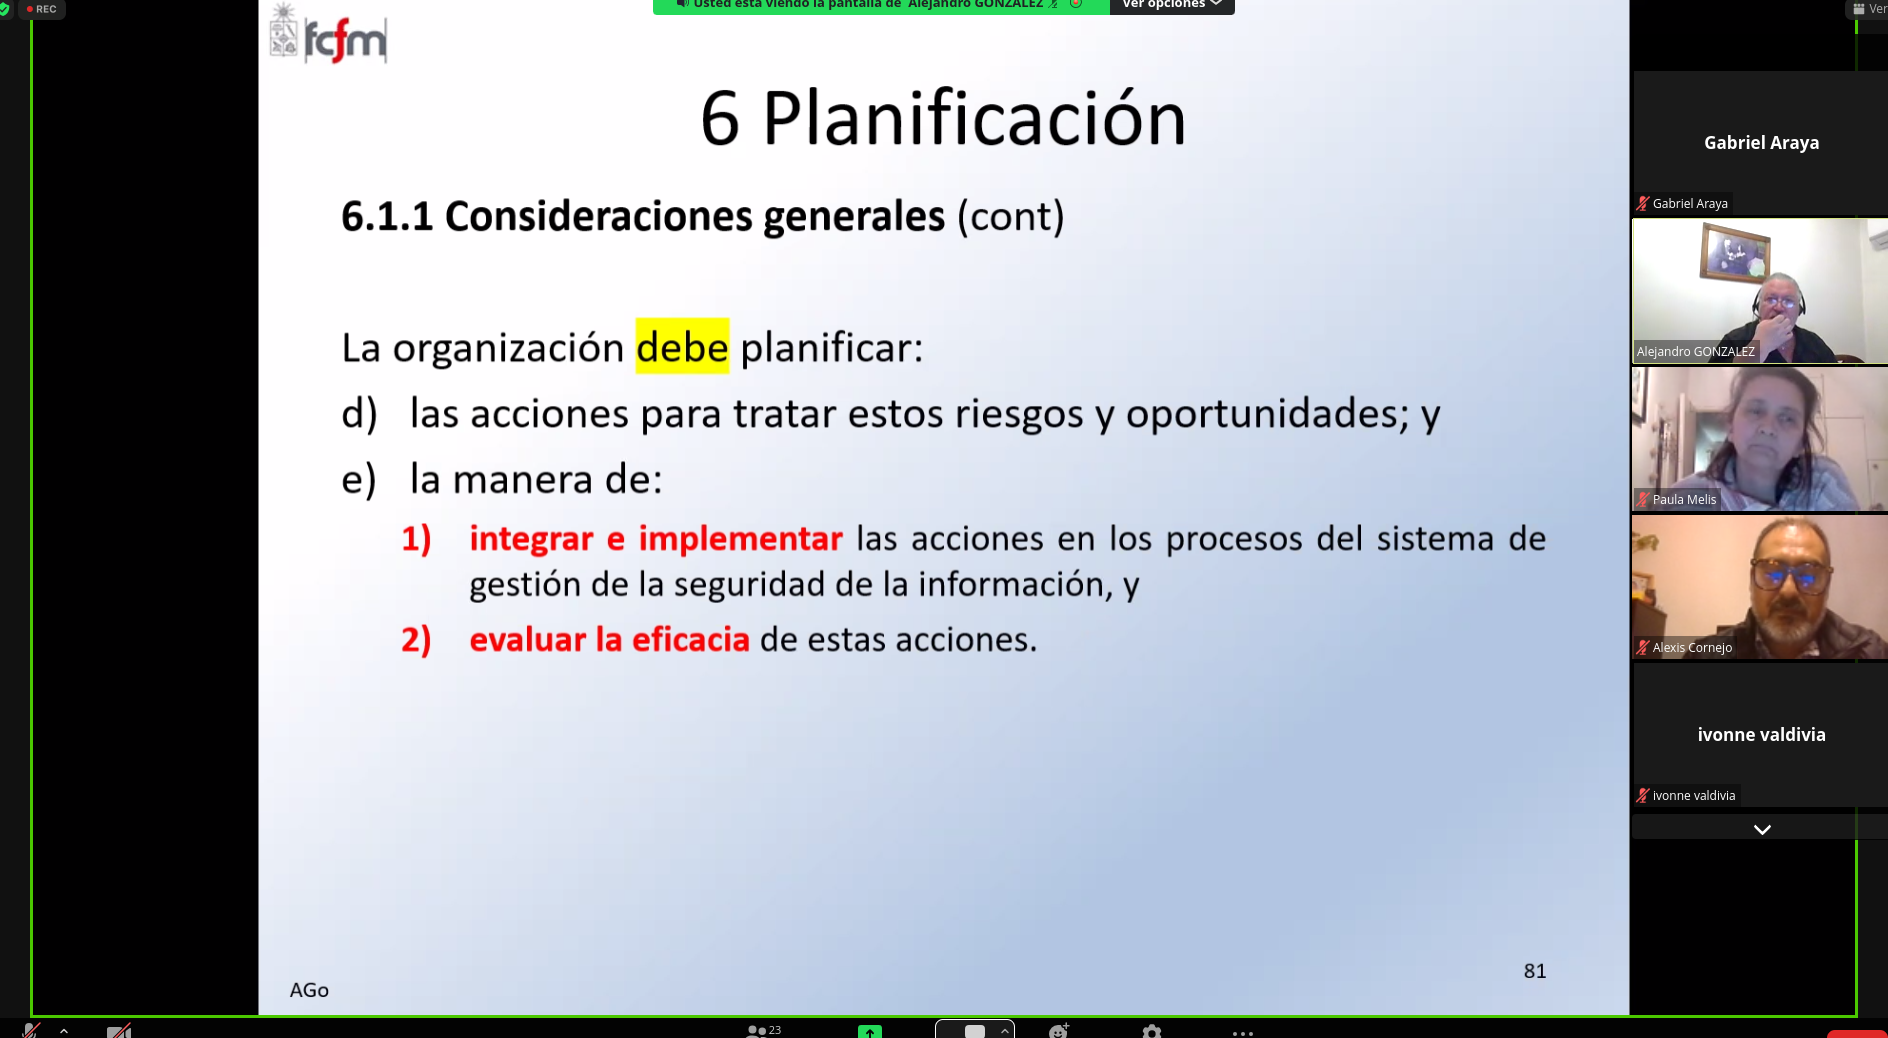 REC
Usted está viendo la pantalla de Alejandro GONZALEZ
Ver opciones
Ver
fcfm
6 Planificación
6.1.1 Consideraciones generales (cont)
La organización debe planificar:
d) las acciones para tratar estos riesgos y oportunidades; y
e) la manera de:
1) integrar e implementar las acciones en los procesos del sistema de
gestión de la seguridad de la información, y
2) evaluar la eficacia de estas acciones.
81
AGo
Gabriel Araya
Gabriel Araya
Alejandro GONZALEZ
Paula Melis
Alexis Cornejo
ivonne valdivia
ivonne valdivia
23